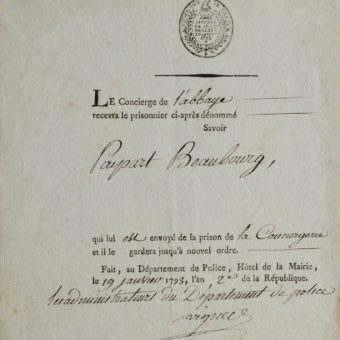 LE Concierge de l'abbaye
recevra le prisonnier ci-après dénommé
Savoir
Poupart Beaubourg,
qui lui est envoyé de la prison de la Conciergerie
et il le gardera jusqu'à nouvel ordre.
Fait, au Département de Police, Hôtel de la Mairie,
le 19 janvier 1793, l'an 2e de la République.
les administrateurs du Département de police